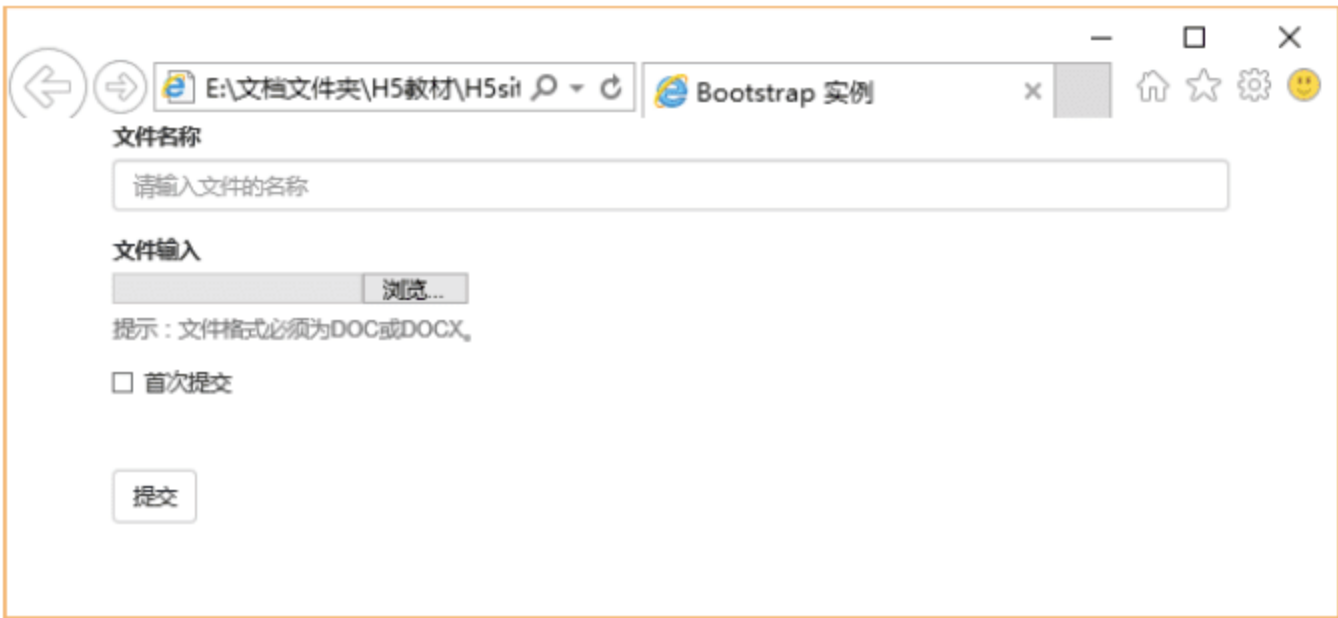 E:\文档文件夹\H5教材\H5sit
Bootstrap 实例
文件名称
请输入文件的名称
文件输入
浏览...
提示：文件格式必须为DOC或DOCX。
首次提交
提交